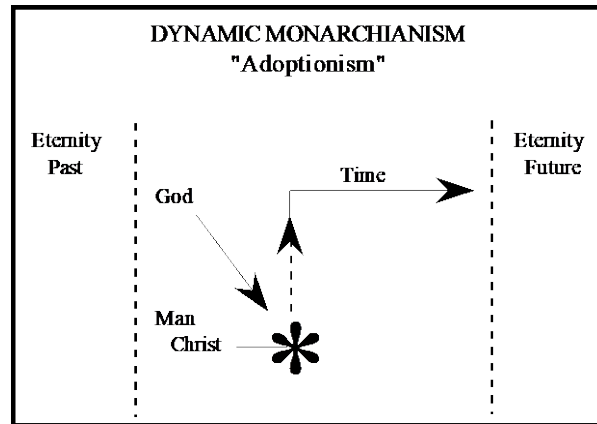 DYNAMIC MONARCHIANISM
"Adoptionism"
Eternity
Past
Eternity
Future
Time
God
Man
Christ